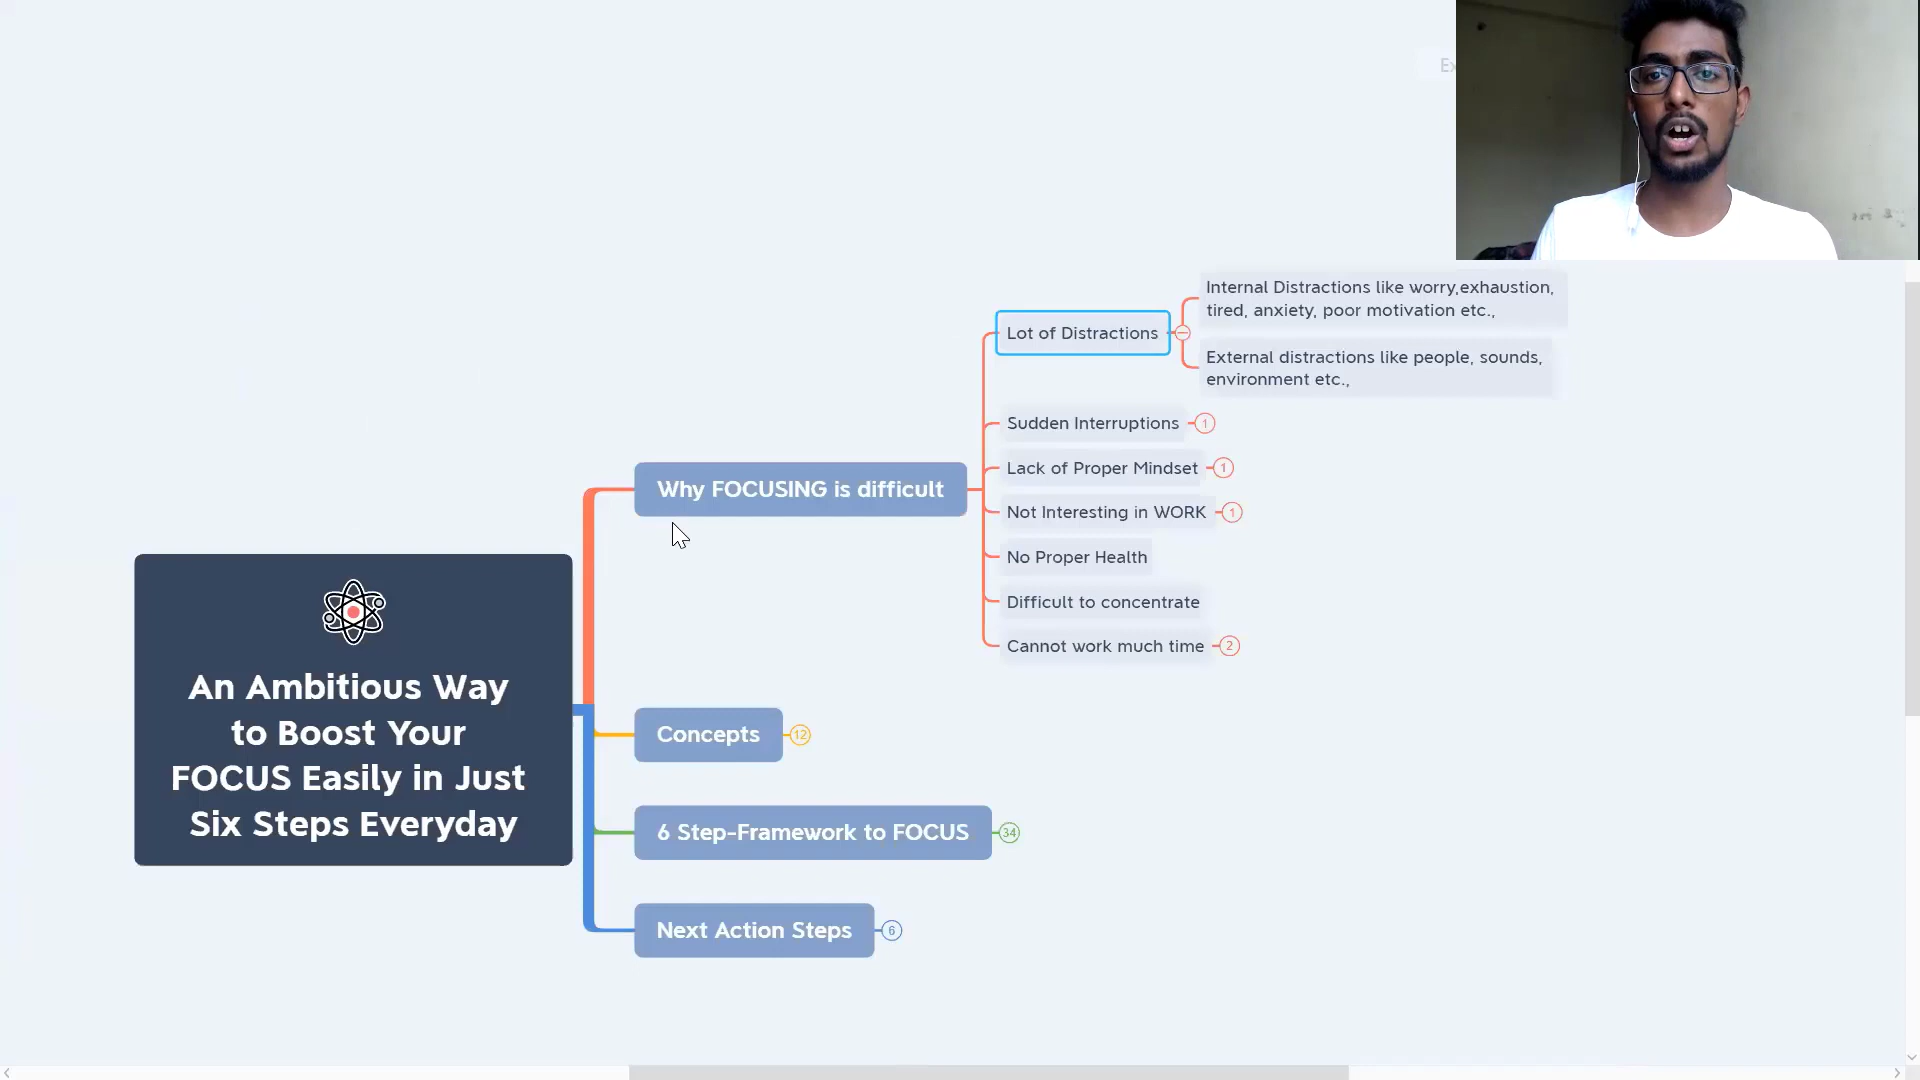 Ex
Internal Distractions like worry,exhaustion,
tired, anxiety, poor motivation etc.,
Lot of Distractions
External distractions like people, sounds,
environment etc.,
Sudden Interruptions 1
Lack of Proper Mindset 1
Not Interesting in WORK 1
No Proper Health
Difficult to concentrate
Cannot work much time 2
Why FOCUSING is difficult
An Ambitious Way
to Boost Your
FOCUS Easily in Just
Six Steps Everyday
Concepts 12
6 Step-Framework to FOCUS 34
Next Action Steps 6